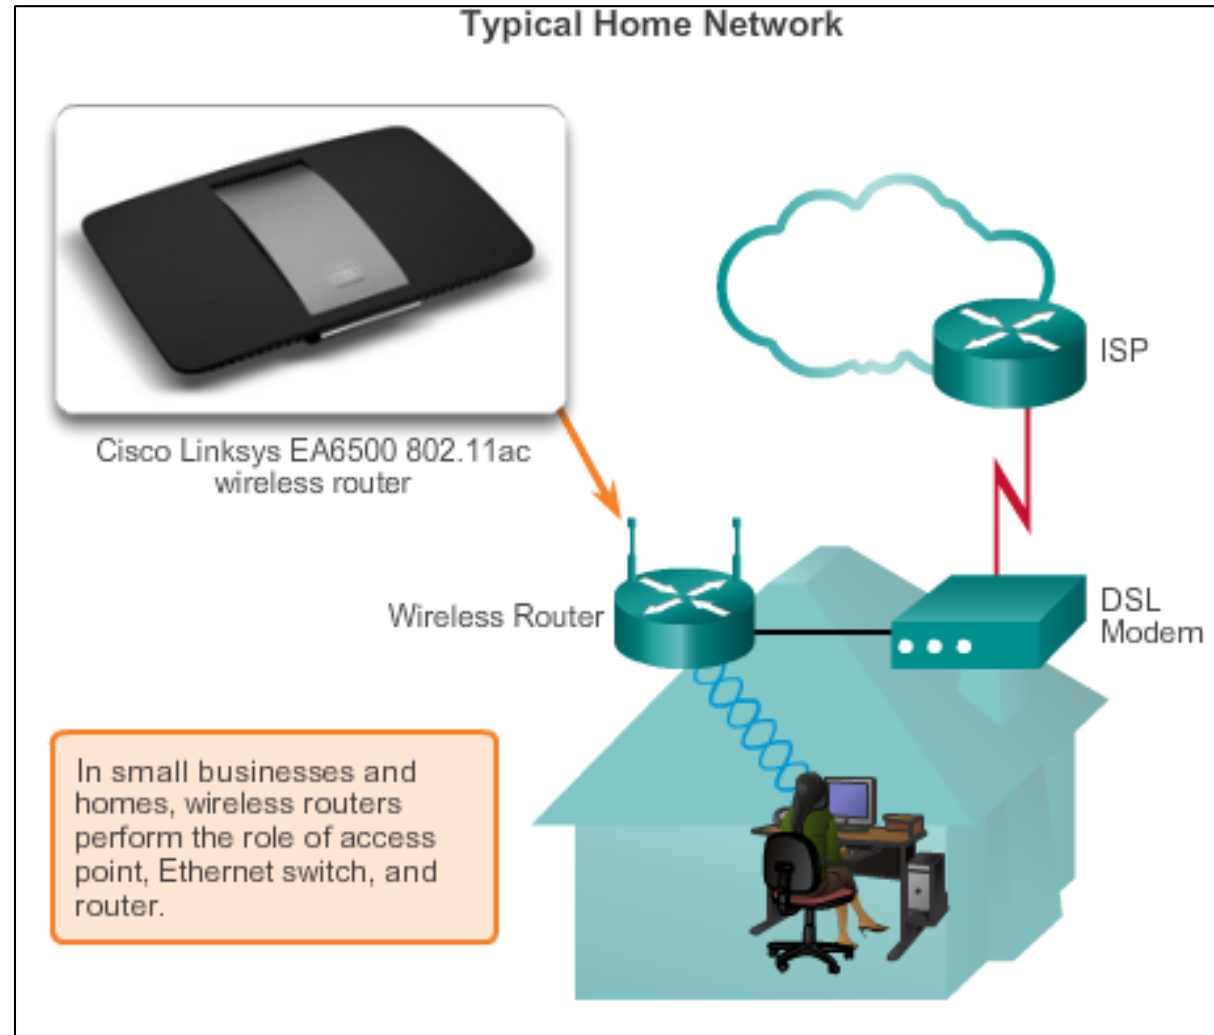 Typical Home Network
Cisco Linksys EA6500 802.11ac
wireless router
ISP
Wireless Router
DSL
Modem
In small businesses and
homes, wireless routers
perform the role of access
point, Ethernet switch, and
router.